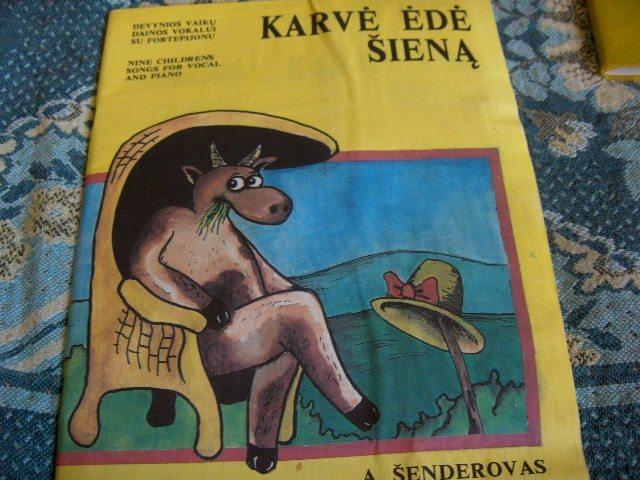 DEVYNIOS VAIKŲ
DAINOS VOKALUI
SU FORTEPIJONU
NINE CHILDRENS
SONGS FOR VOCAL
AND PIANO
KARVĖ ĖDĖ
ŠIENĄ
A ŠENDEROVAS